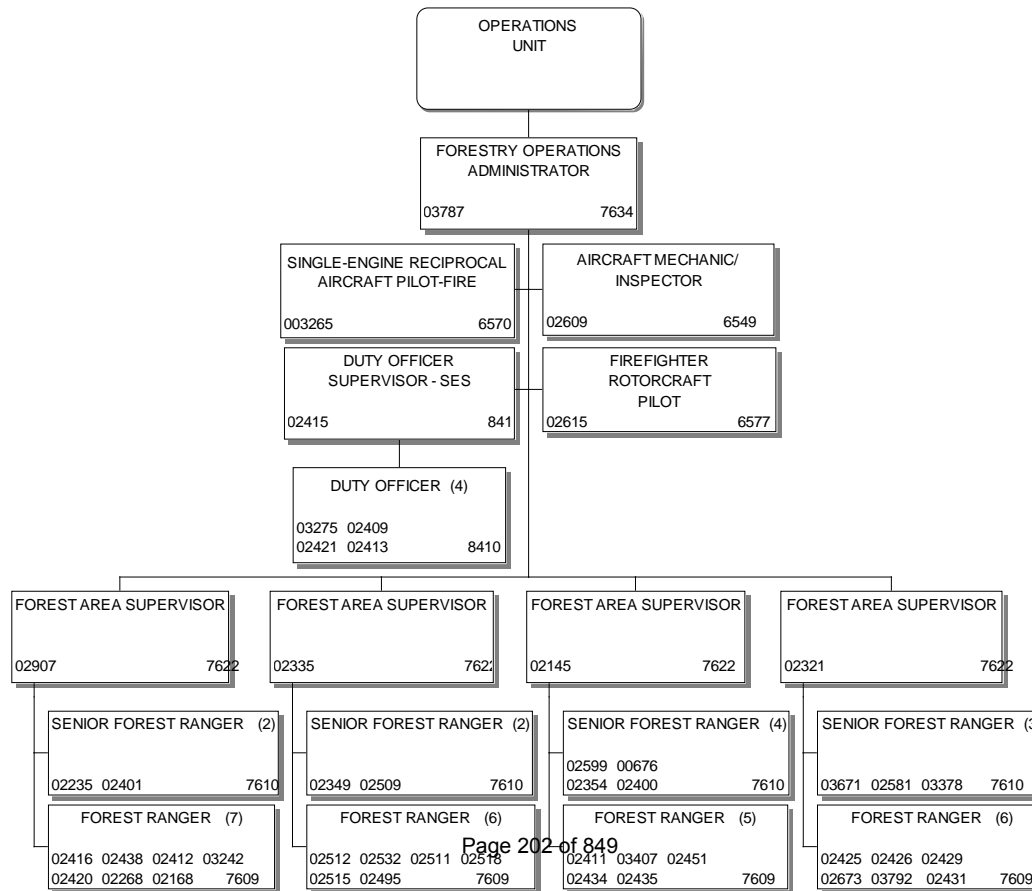 OPERATIONS
UNIT
FORESTRY OPERATIONS
ADMINISTRATOR
03787 7634
SINGLE-ENGINE RECIPROCAL
AIRCRAFT PILOT-FIRE
003265 6570
AIRCRAFT MECHANIC/
INSPECTOR
02609 6549
DUTY OFFICER
SUPERVISOR - SES
02415 841
FIREFIGHTER
ROTORCRAFT
PILOT
02615 6577
DUTY OFFICER (4)
03275 02409
02421 02413 8410
FOREST AREA SUPERVISOR
02907 7622
FOREST AREA SUPERVISOR
02335 7622
FOREST AREA SUPERVISOR
02145 7622
FOREST AREA SUPERVISOR
02321 7622
SENIOR FOREST RANGER (2)
02235 02401 7610
SENIOR FOREST RANGER (2)
02349 02509 7610
SENIOR FOREST RANGER (4)
02599 00676
02354 02400 7610
SENIOR FOREST RANGER (3
03671 02581 03378 7610
FOREST RANGER (7)
02416 02438 02412 03242
02420 02268 02168 7609
FOREST RANGER (6)
02512 02532 02511 02518
02515 02495 7609
FOREST RANGER (5)
02411 03407 02451
02434 02435 7609
FOREST RANGER (6)
02425 02426 02429
02673 03792 02431 7609
Page 202 of 849